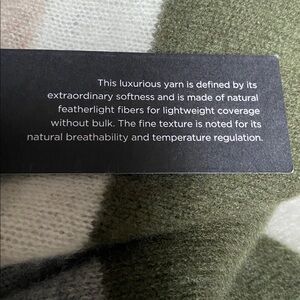 This luxurious yarn is defined by its
extraordinary softness and is made of natural
featherlight fibers for lightweight coverage
without bulk. The fine texture is noted for its
natural breathability and temperature regulation.